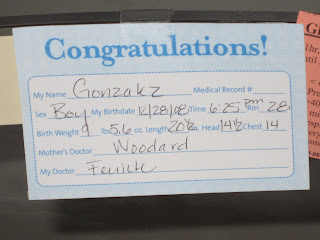 Congratulations!
My Name Gonzalez Medical Record #
Sex Boy My Birthdate 12/28/08 Time 6:25 pm Rm. 28
Birth Weight 9 lbs 5.6 oz. Length 20½ in. Head 14½ Chest 14
Mother's Doctor Woodard
My Doctor